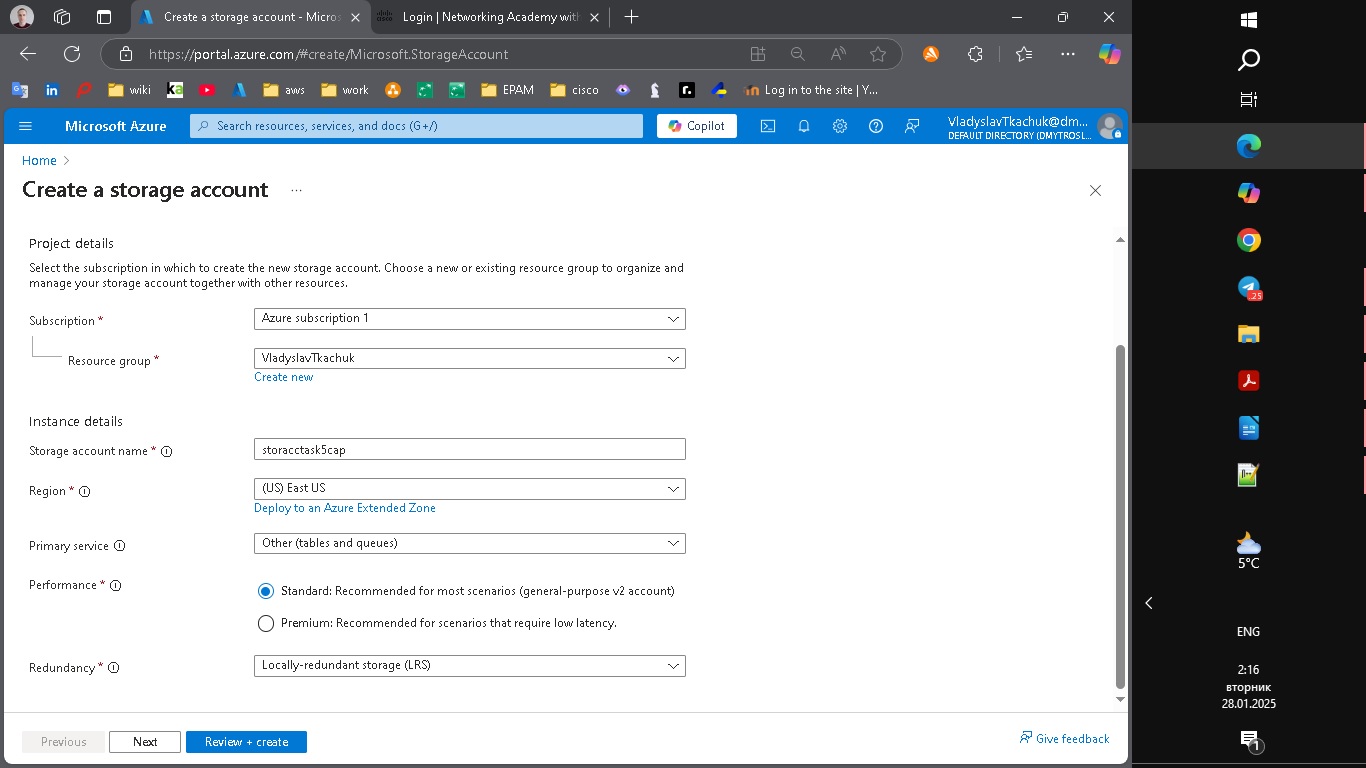 Create a storage account - Micros
Login | Networking Academy with
https://portal.azure.com/#create/Microsoft.StorageAccount
wiki
ka
aws
work
EPAM
cisco
r.
Log in to the site | Y...
Microsoft Azure
Search resources, services, and docs (G+/)
Copilot
VladyslavTkachuk@dm...
DEFAULT DIRECTORY (DMYTROSL...
Home
Create a storage account
...
Project details
Select the subscription in which to create the new storage account. Choose a new or existing resource group to organize and
manage your storage account together with other resources.
Subscription *
Azure subscription 1
Resource group *
VladyslavTkachuk
Create new
Instance details
Storage account name *
storacctask5cap
Region *
(US) East US
Deploy to an Azure Extended Zone
Primary service
Other (tables and queues)
Performance *
Standard: Recommended for most scenarios (general-purpose v2 account)
Premium: Recommended for scenarios that require low latency.
Redundancy *
Locally-redundant storage (LRS)
Previous
Next
Review + create
Give feedback
.25
5°C
ENG
2:16
вторник
28.01.2025
1